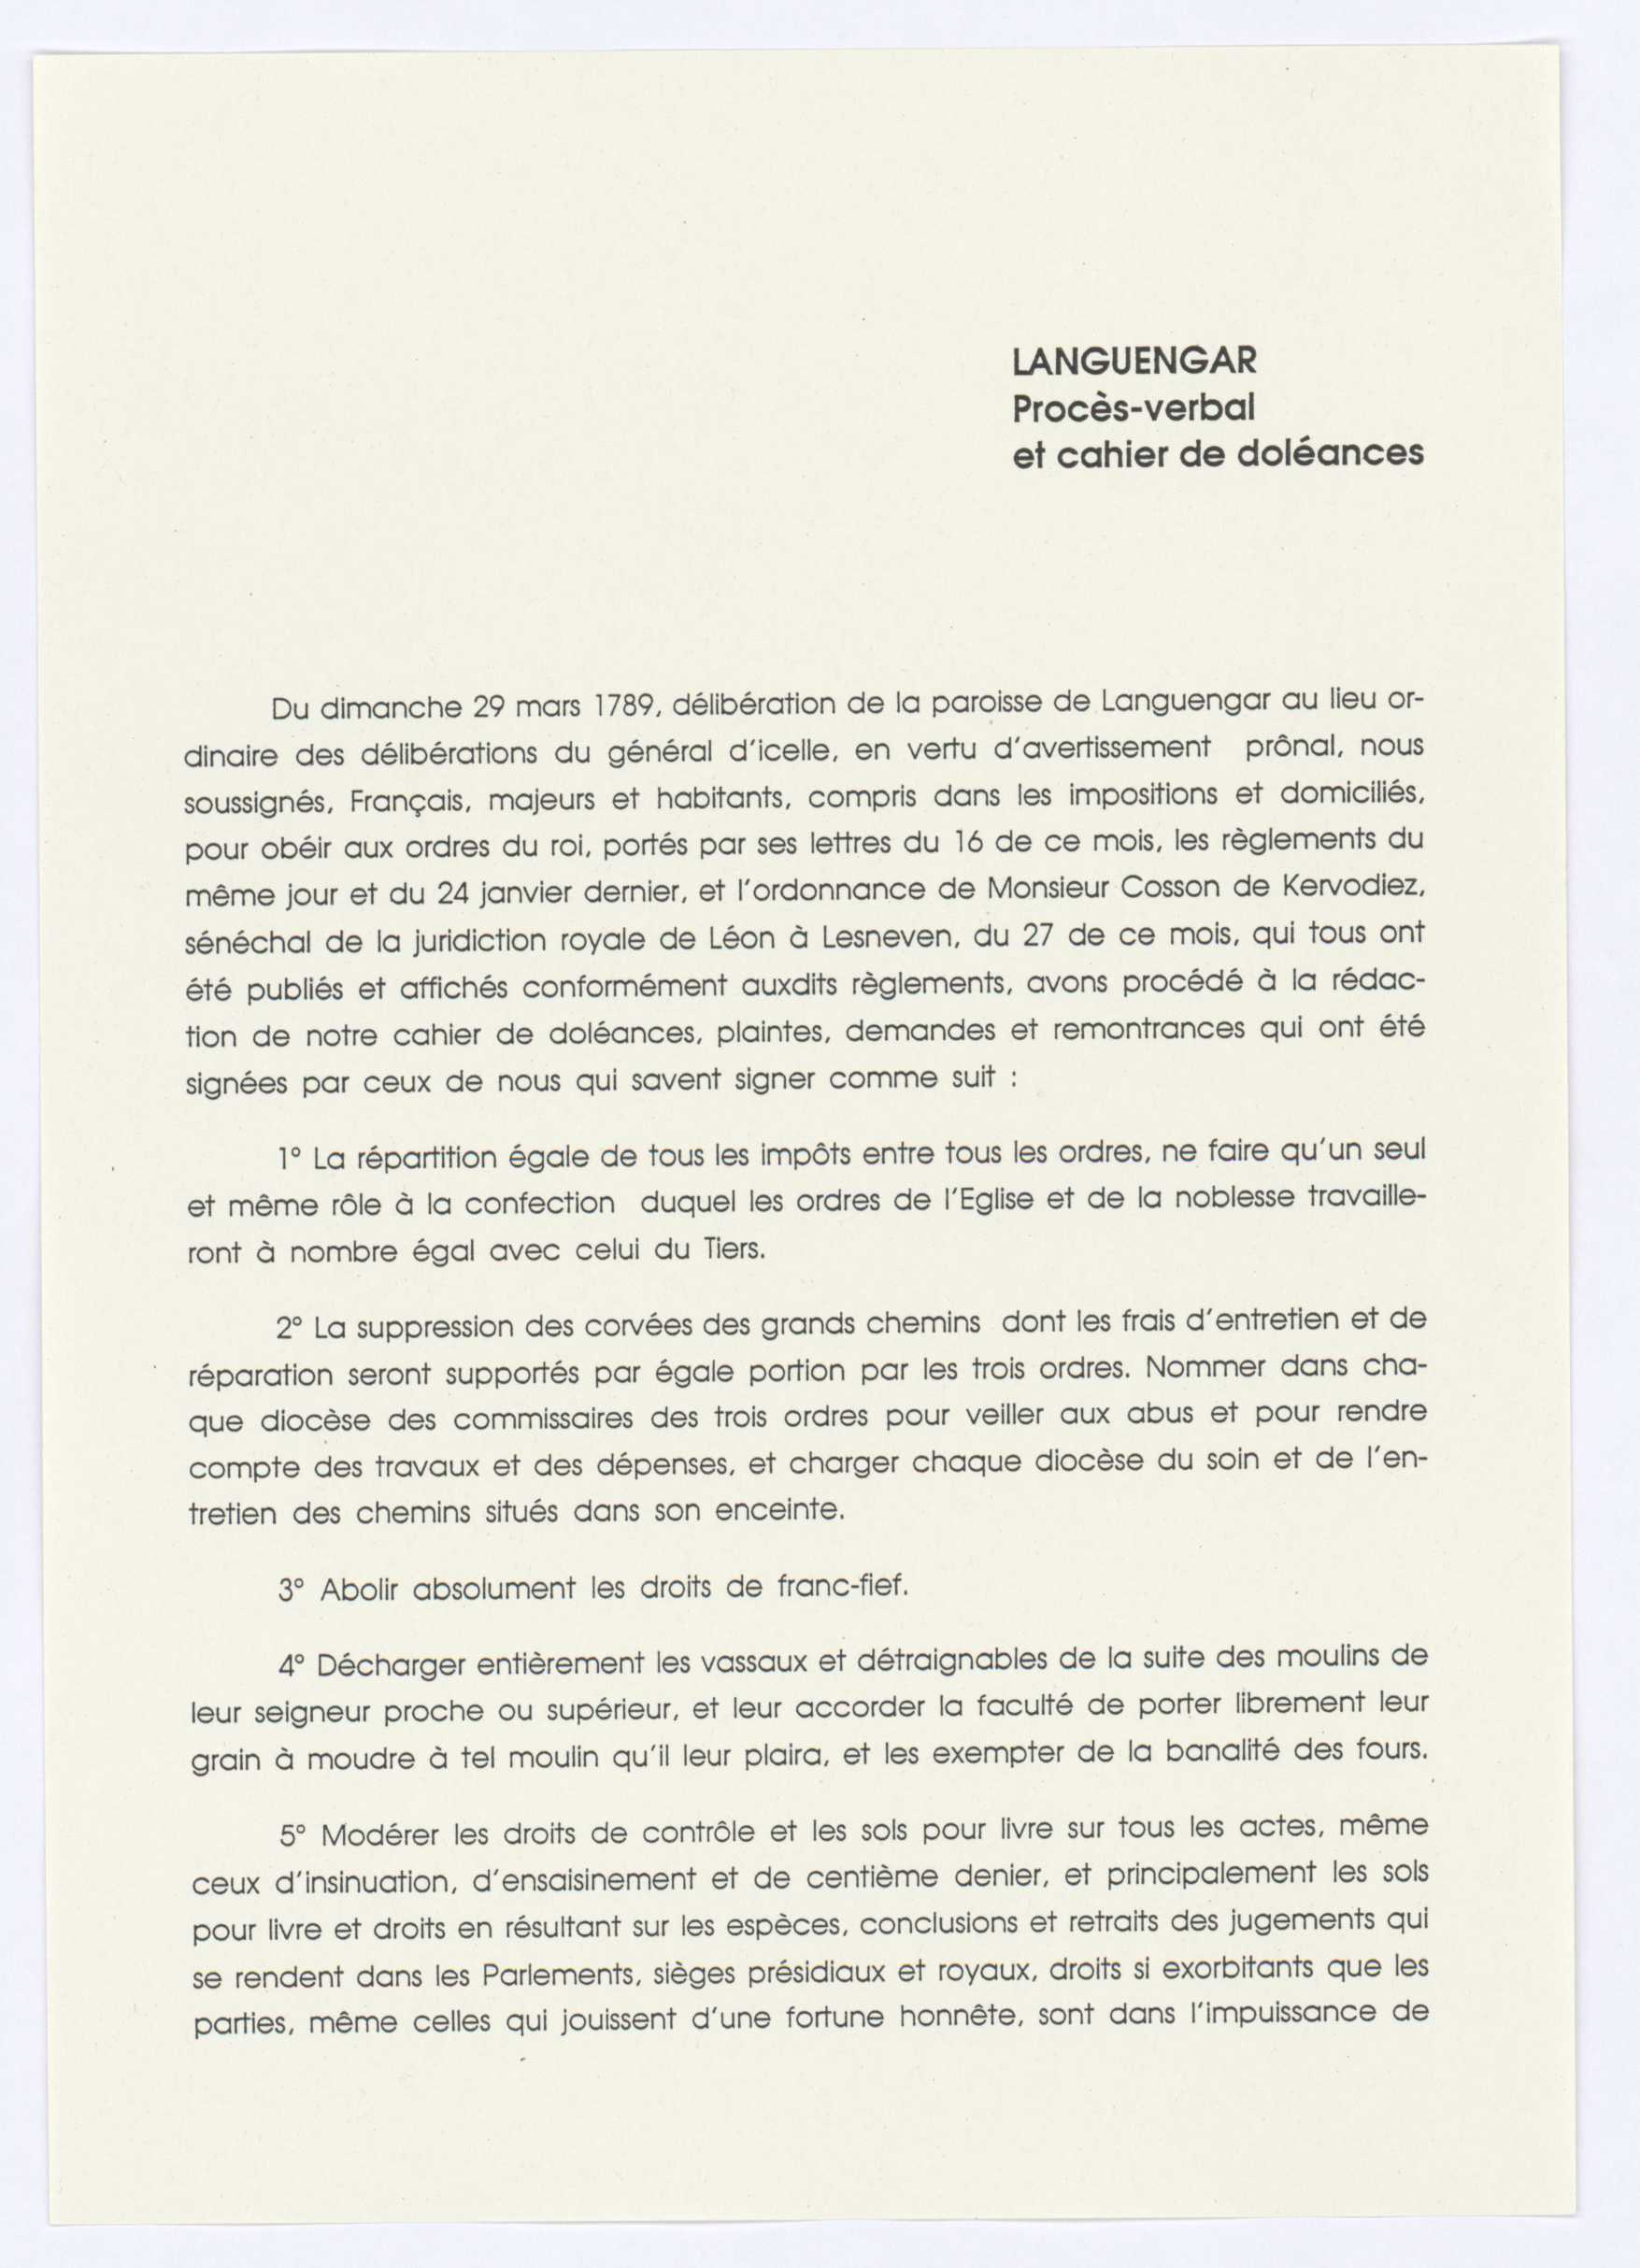 LANGUENGAR
Procès-verbal
et cahier de doléances
Du dimanche 29 mars 1789, délibération de la paroisse de Languengar au lieu or-
dinaire des délibérations du général d'icelle, en vertu d'avertissement prônal, nous
soussignés, Français, majeurs et habitants, compris dans les impositions et domiciliés,
pour obéir aux ordres du roi, portés par ses lettres du 16 de ce mois, les règlements du
même jour et du 24 janvier dernier, et l'ordonnance de Monsieur Cosson de Kervodiez,
sénéchal de la juridiction royale de Léon à Lesneven, du 27 de ce mois, qui tous ont
été publiés et affichés conformément auxdits règlements, avons procédé à la rédac-
tion de notre cahier de doléances, plaintes, demandes et remontrances qui ont été
signées par ceux de nous qui savent signer comme suit :
1° La répartition égale de tous les impôts entre tous les ordres, ne faire qu'un seul
et même rôle à la confection duquel les ordres de l'Eglise et de la noblesse travaille-
ront à nombre égal avec celui du Tiers.
2° La suppression des corvées des grands chemins dont les frais d'entretien et de
réparation seront supportés par égale portion par les trois ordres. Nommer dans cha-
que diocèse des commissaires des trois ordres pour veiller aux abus et pour rendre
compte des travaux et des dépenses, et charger chaque diocèse du soin et de l'en-
tretien des chemins situés dans son enceinte.
3° Abolir absolument les droits de franc-fief.
4° Décharger entièrement les vassaux et détraignables de la suite des moulins de
leur seigneur proche ou supérieur, et leur accorder la faculté de porter librement leur
grain à moudre à tel moulin qu'il leur plaira, et les exempter de la banalité des fours.
5° Modérer les droits de contrôle et les sols pour livre sur tous les actes, même
ceux d'insinuation, d'ensaisinement et de centième denier, et principalement les sols
pour livre et droits en résultant sur les espèces, conclusions et retraits des jugements qui
se rendent dans les Parlements, sièges présidiaux et royaux, droits si exorbitants que les
parties, même celles qui jouissent d'une fortune honnête, sont dans l'impuissance de